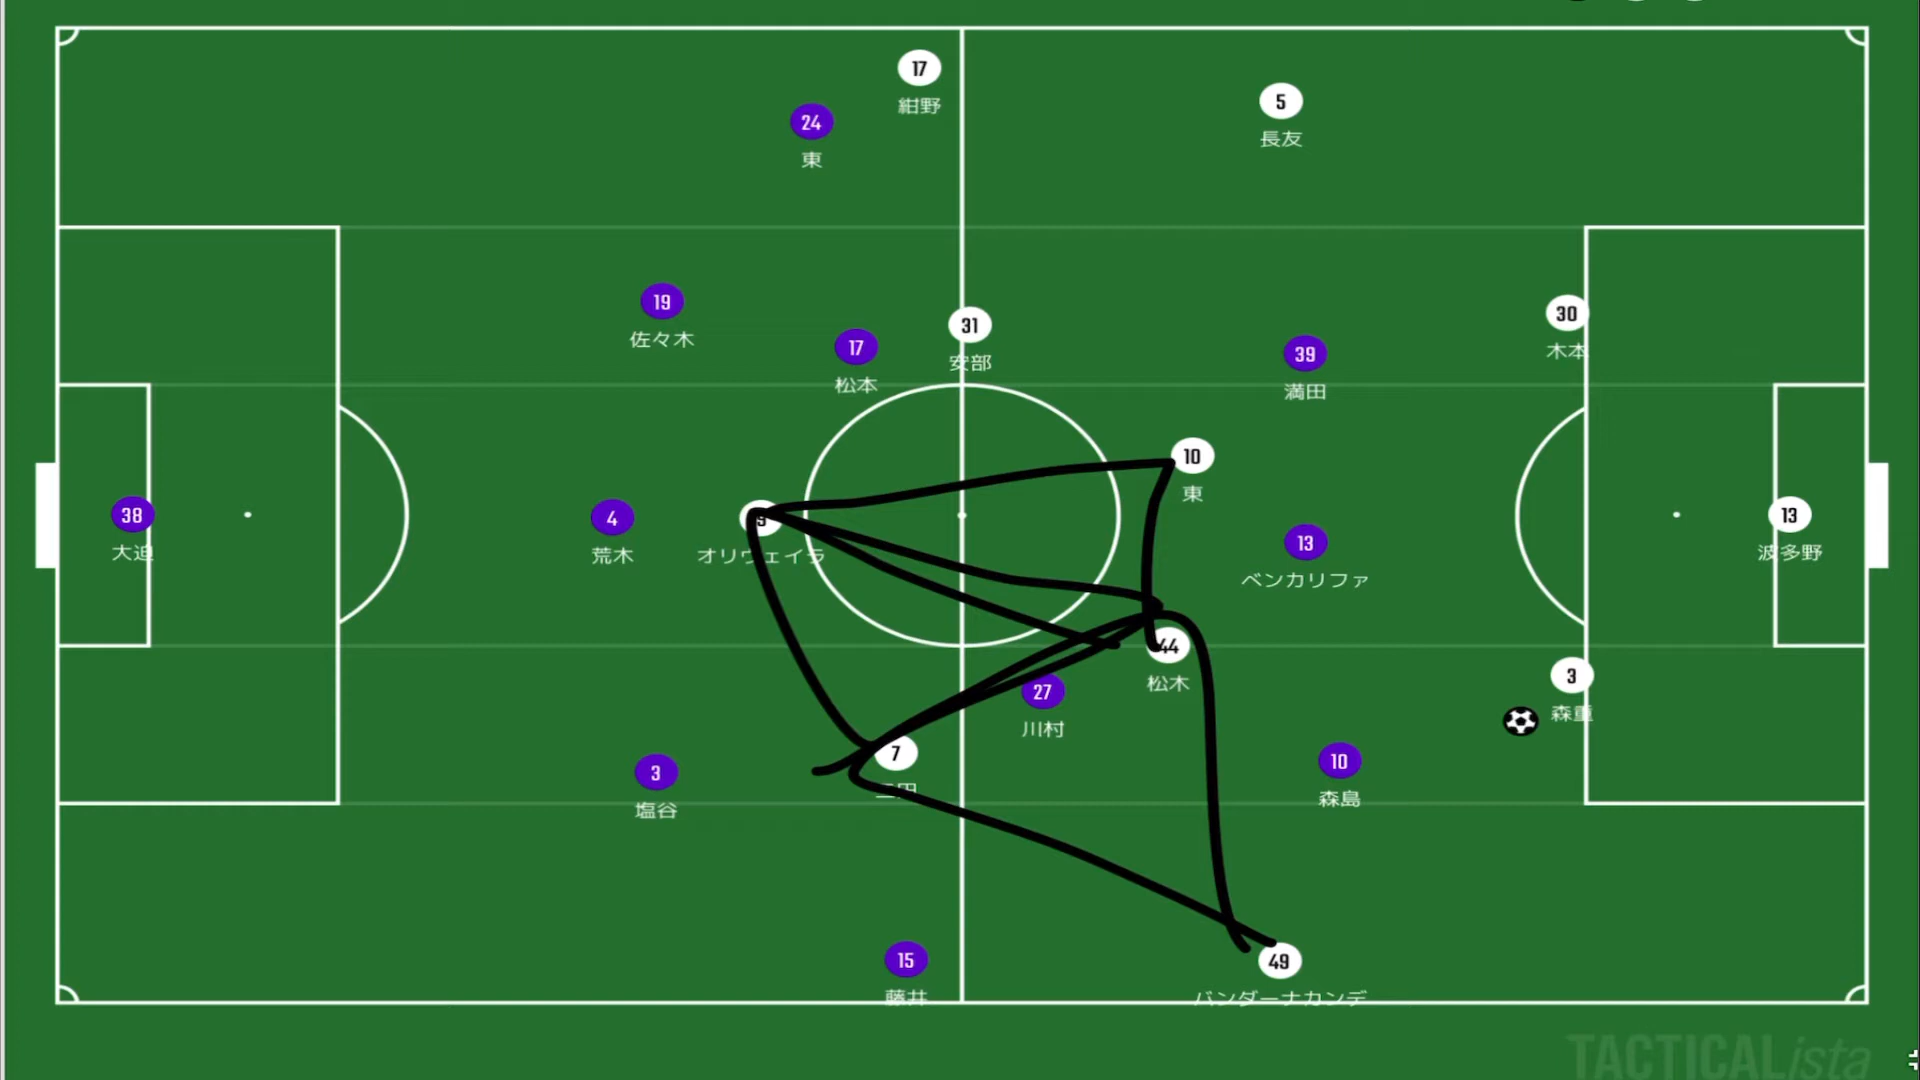 17
紺野
5
長友
24
東
19
佐々木
17
松本
31
安部
39
満田
30
木本
10
東
38
大迫
4
荒木
9
オリヴェイラ
13
ベンカリファ
13
波多野
44
松木
27
川村
3
森重
7
3
塩谷
10
森島
15
藤井
49
バンダーナカンデ
TACTICALista